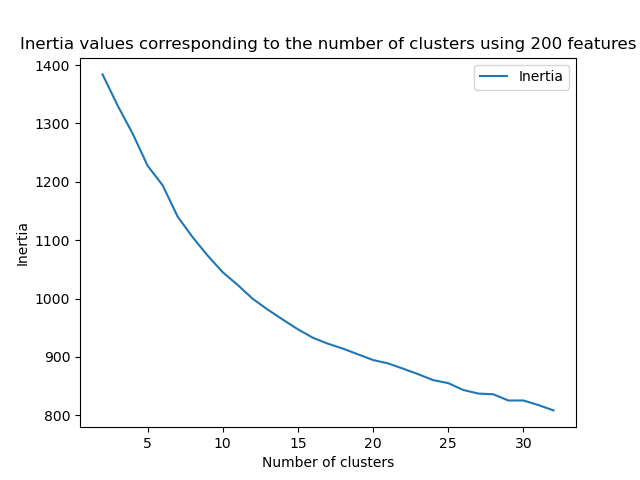 Inertia values corresponding to the number of clusters using 200 features
1400
1300
1200
1100
1000
900
800
Inertia
Inertia
5 10 15 20 25 30
Number of clusters